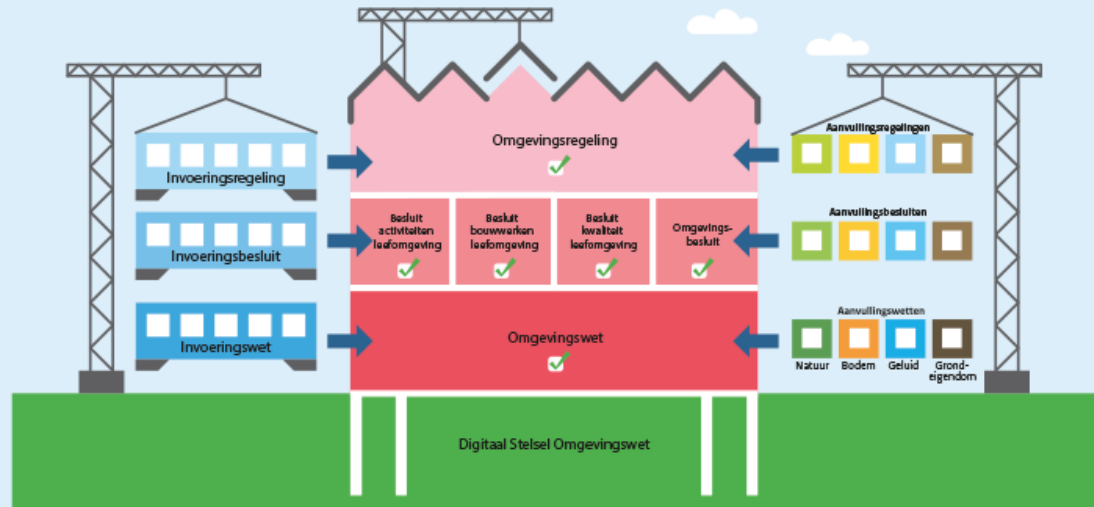 Omgevingsregeling
Invoeringsregeling
Aanvullingsregelingen
Besluit
activiteiten
leefomgeving
Besluit
bouwwerken
leefomgeving
Besluit
kwaliteit
leefomgeving
Omgevings-
besluit
Invoeringsbesluit
Aanvullingsbesluiten
Omgevingswet
Invoeringswet
Aanvullingswetten
Natuur
Bodem
Geluid
Grond-
eigendom
Digitaal Stelsel Omgevingswet